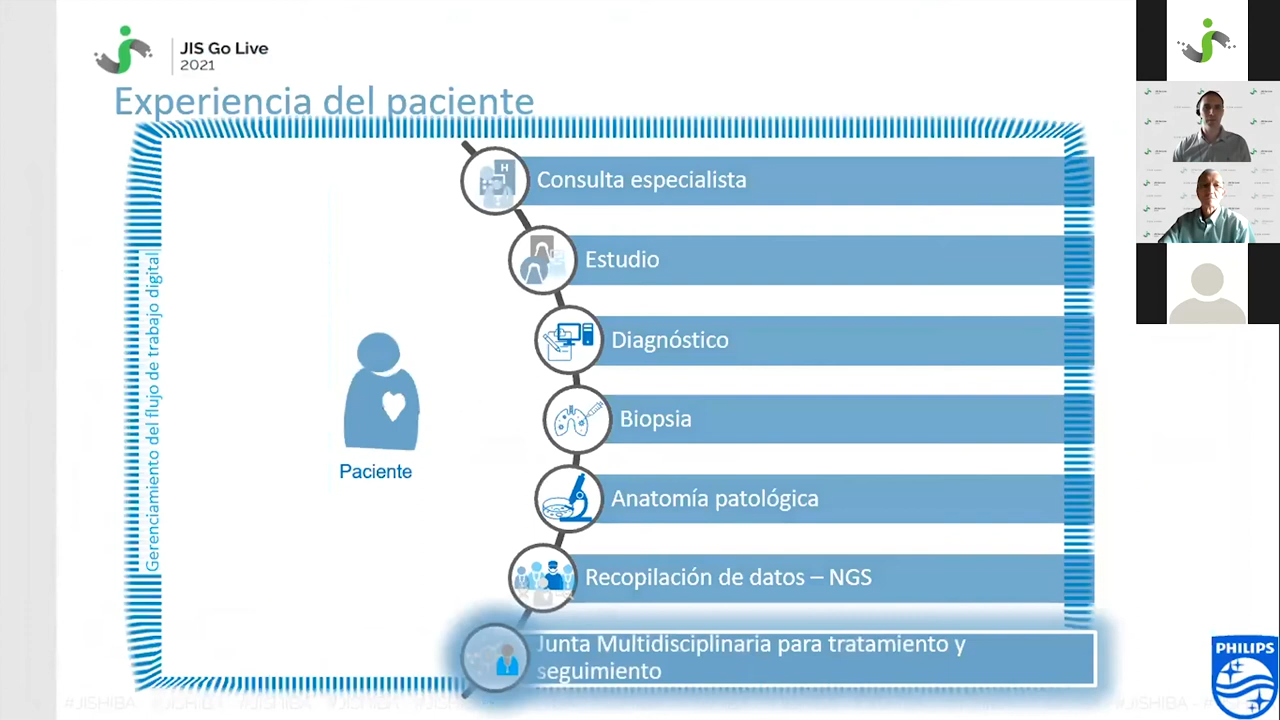 JIS Go Live
2021
Experiencia del paciente
Gerenciamiento del flujo de trabajo digital
Paciente
H
Consulta especialista
Estudio
Diagnóstico
Biopsia
Anatomía patológica
Recopilación de datos – NGS
Junta Multidisciplinaria para tratamiento y
seguimiento
PHILIPS
#JISHIBA